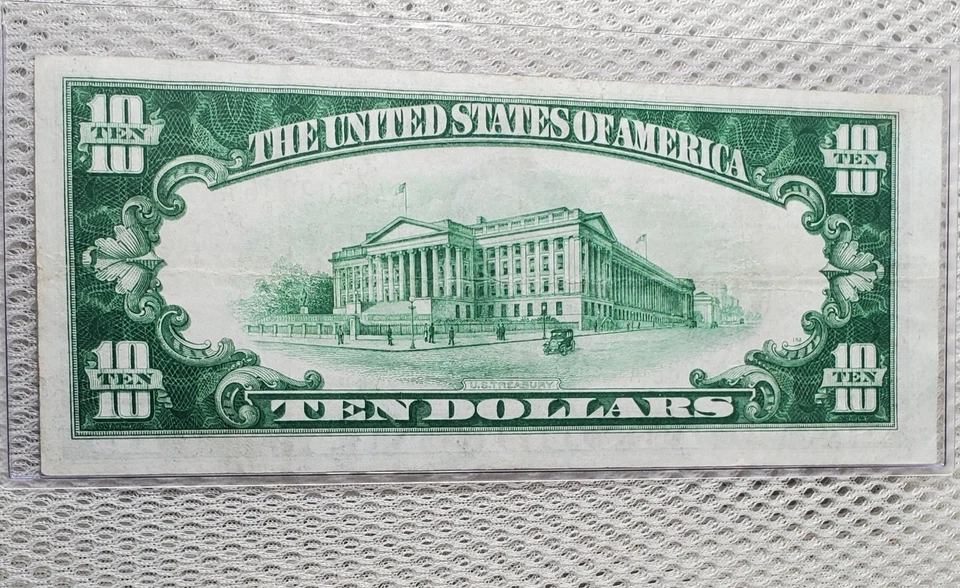 10 TEN 10
THE UNITED STATES OF AMERICA
10 TEN 10
10 TEN 10
U.S. TREASURY
TEN DOLLARS
10 TEN 10